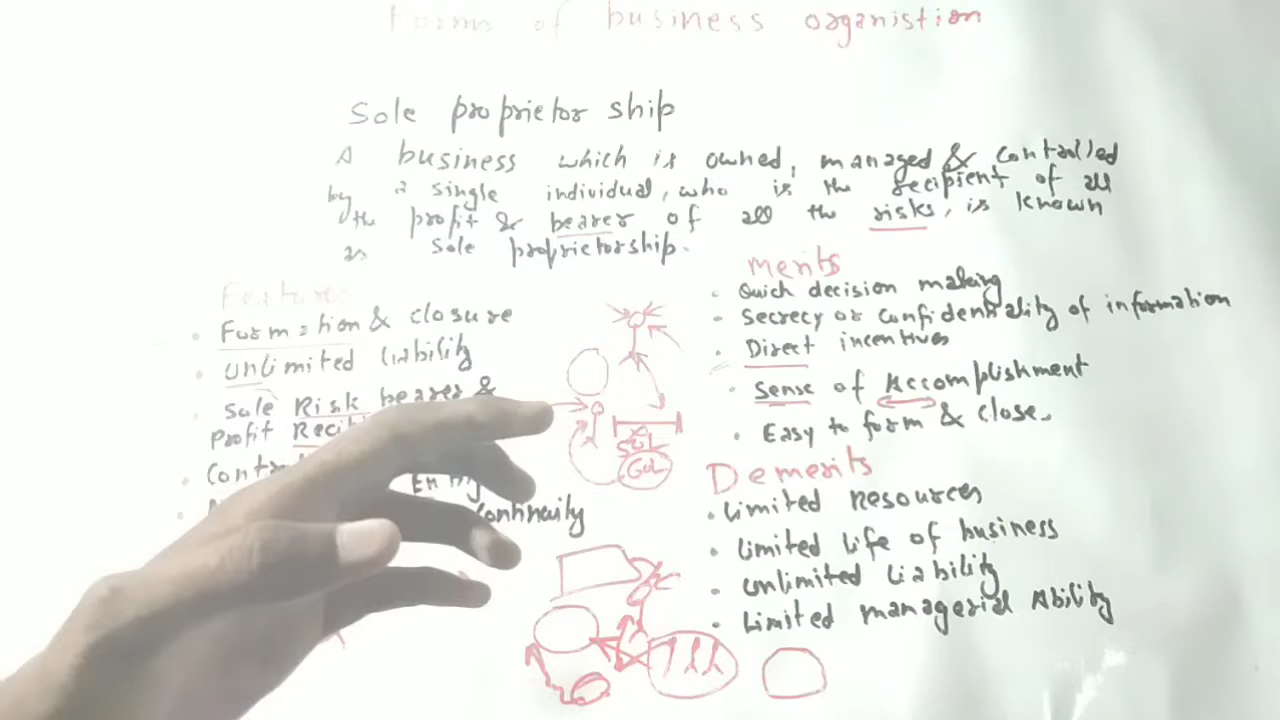 Forms of business organistion
Sole proprietor ship
A business which is owned, managed & controlled
by a single individual, who is the recipient of all
the profit & bearer of all the risks, is known
as sole proprietorship.
Features
• Formation & closure
• Unlimited liability
• Sole Risk bearer &
Profit
•
Continuity
Merits
• Quick decision making
• Secrecy or confidentiality of information
• Direct incentives
• Sense of Accomplishment
• Easy to form & close.
Demerits
• Limited Resources
• Limited Life of business
• Unlimited Liability
• Limited managerial Ability